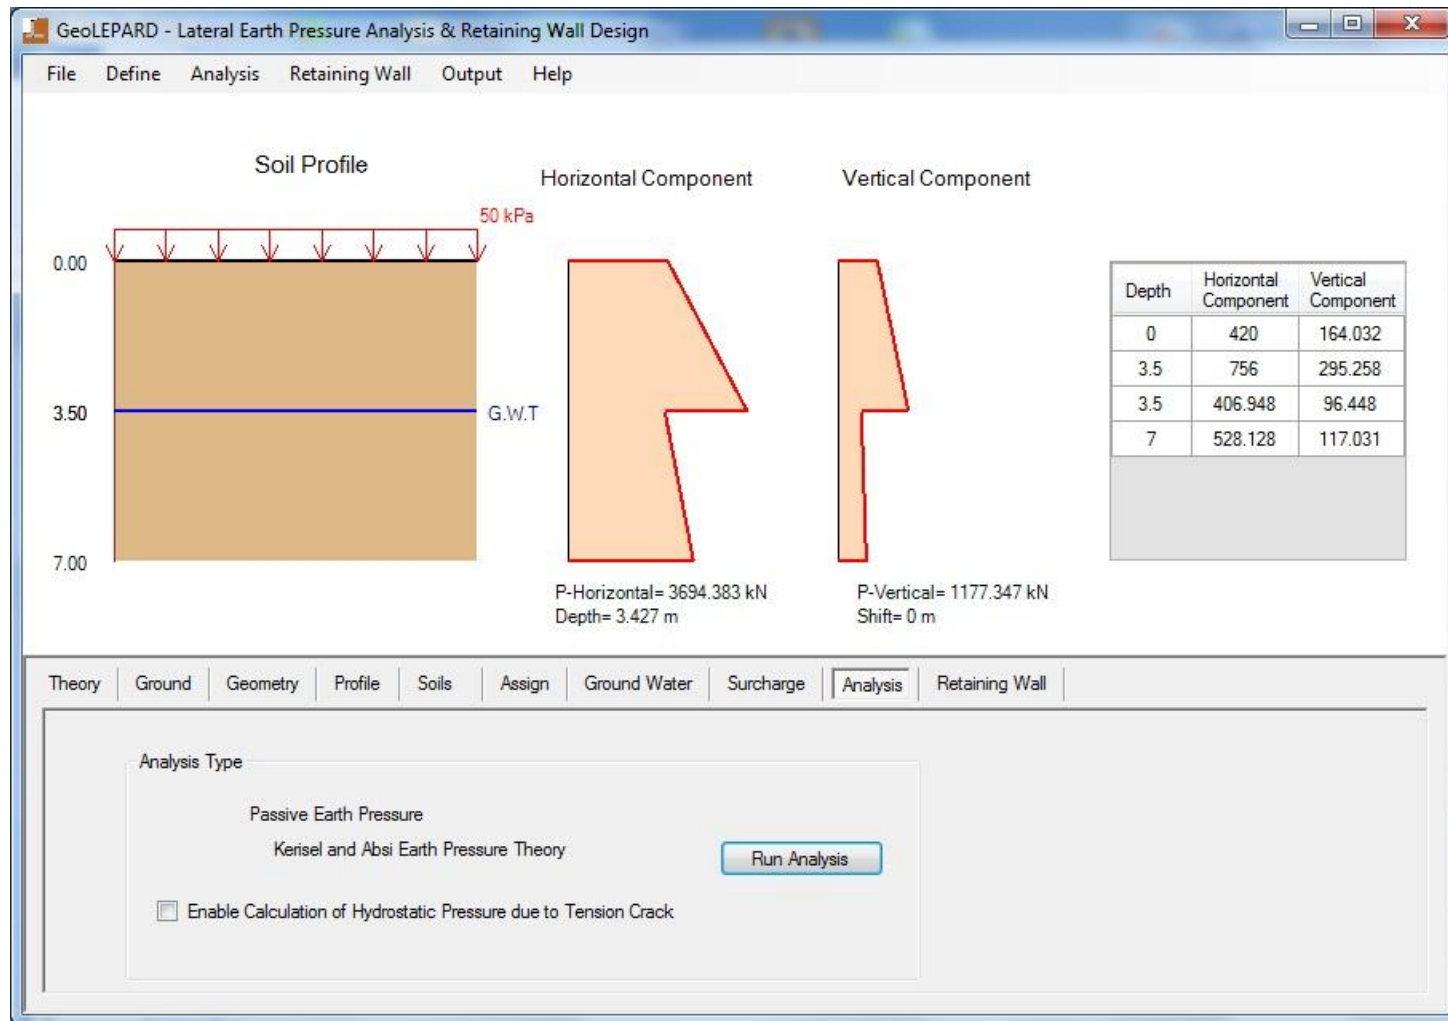 GeoLEPARD - Lateral Earth Pressure Analysis & Retaining Wall Design
File Define Analysis Retaining Wall Output Help
Soil Profile
Horizontal Component
Vertical Component
50 kPa
0.00
3.50
G.W.T
7.00
P-Horizontal= 3694.383 kN
Depth= 3.427 m
P-Vertical= 1177.347 kN
Shift= 0 m
Depth Horizontal Component Vertical Component
0 420 164.032
3.5 756 295.258
3.5 406.948 96.448
7 528.128 117.031
Theory Ground Geometry Profile Soils Assign Ground Water Surcharge Analysis Retaining Wall
Analysis Type
Passive Earth Pressure
Kerisel and Absi Earth Pressure Theory
Run Analysis
Enable Calculation of Hydrostatic Pressure due to Tension Crack